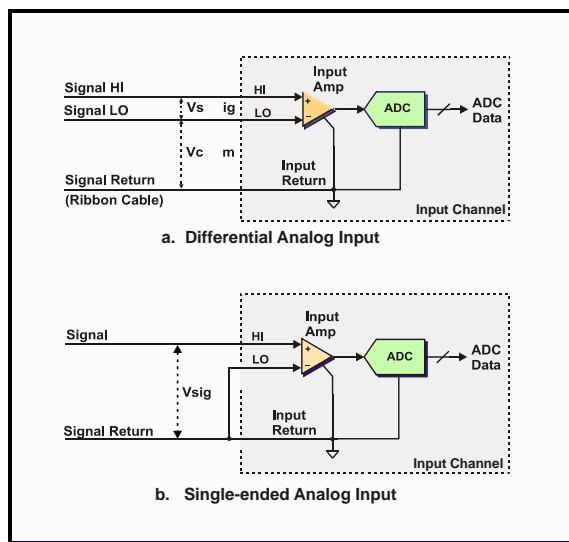 Input Amp
Signal HI
HI
Signal LO
Vs ig
LO
+
−
ADC
ADC Data
Vc m
Input Return
Signal Return
(Ribbon Cable)
Input Channel
a. Differential Analog Input
Input Amp
Signal
HI
LO
+
−
ADC
ADC Data
Vsig
Input Return
Signal Return
Input Channel
b. Single-ended Analog Input